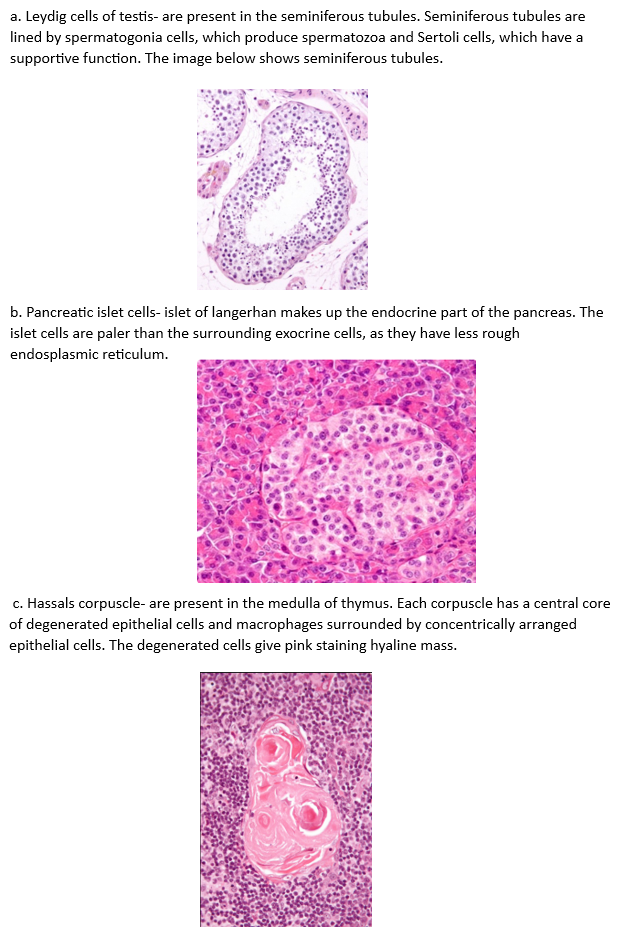 a. Leydig cells of testis- are present in the seminiferous tubules. Seminiferous tubules are
lined by spermatogonia cells, which produce spermatozoa and Sertoli cells, which have a
supportive function. The image below shows seminiferous tubules.
b. Pancreatic islet cells- islet of langerhan makes up the endocrine part of the pancreas. The
islet cells are paler than the surrounding exocrine cells, as they have less rough
endosplasmic reticulum.
c. Hassals corpuscle- are present in the medulla of thymus. Each corpuscle has a central core
of degenerated epithelial cells and macrophages surrounded by concentrically arranged
epithelial cells. The degenerated cells give pink staining hyaline mass.